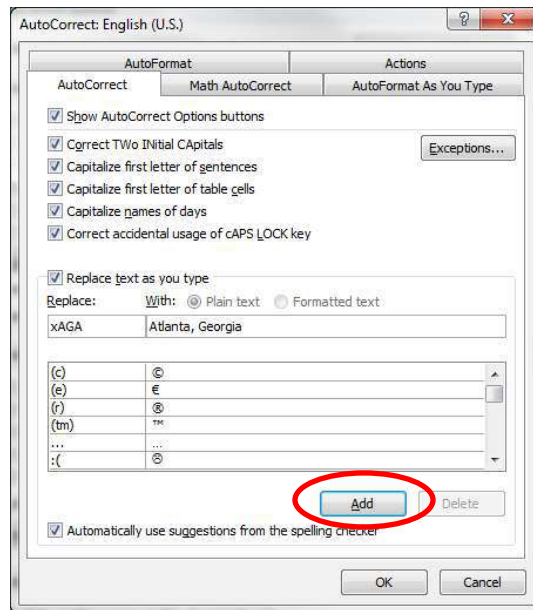 AutoCorrect: English (U.S.)
AutoFormat Actions
AutoCorrect Math AutoCorrect AutoFormat As You Type
Show AutoCorrect Options buttons
Correct TWo INitial CApitals Exceptions...
Capitalize first letter of sentences
Capitalize first letter of table cells
Capitalize names of days
Correct accidental usage of cAPS LOCK key
Replace text as you type
Replace: With: Plain text Formatted text
xAGA Atlanta, Georgia
(c) ©
(e) €
(r) ®
(tm) ™
... ...
:( ☹
Add Delete
Automatically use suggestions from the spelling checker
OK Cancel